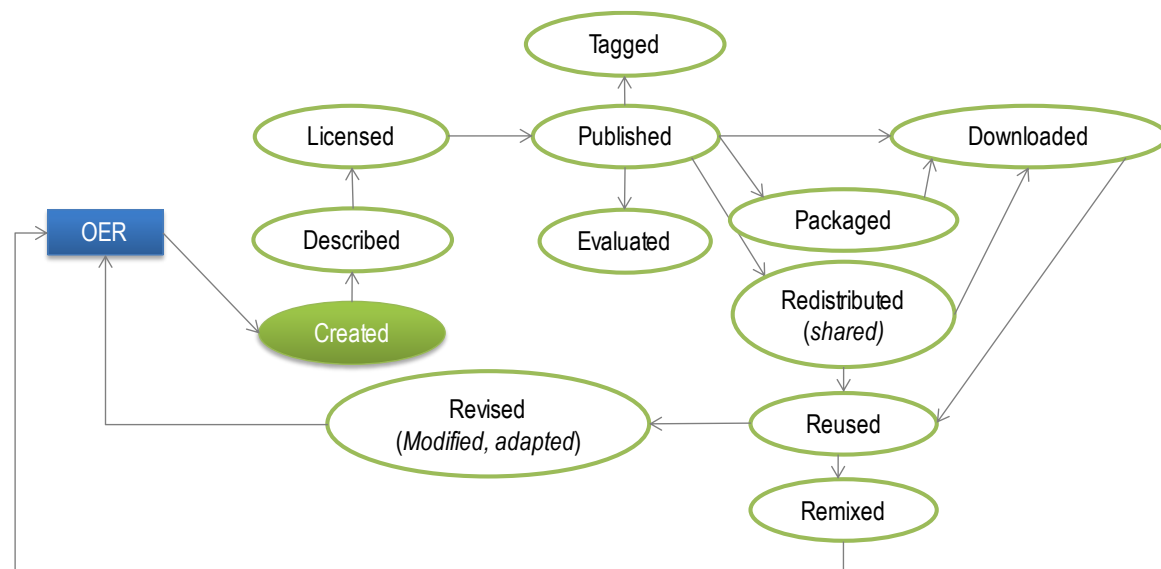 Tagged
Licensed
Published
Downloaded
OER
Described
Evaluated
Packaged
Created
Redistributed
(shared)
Revised
(Modified, adapted)
Reused
Remixed